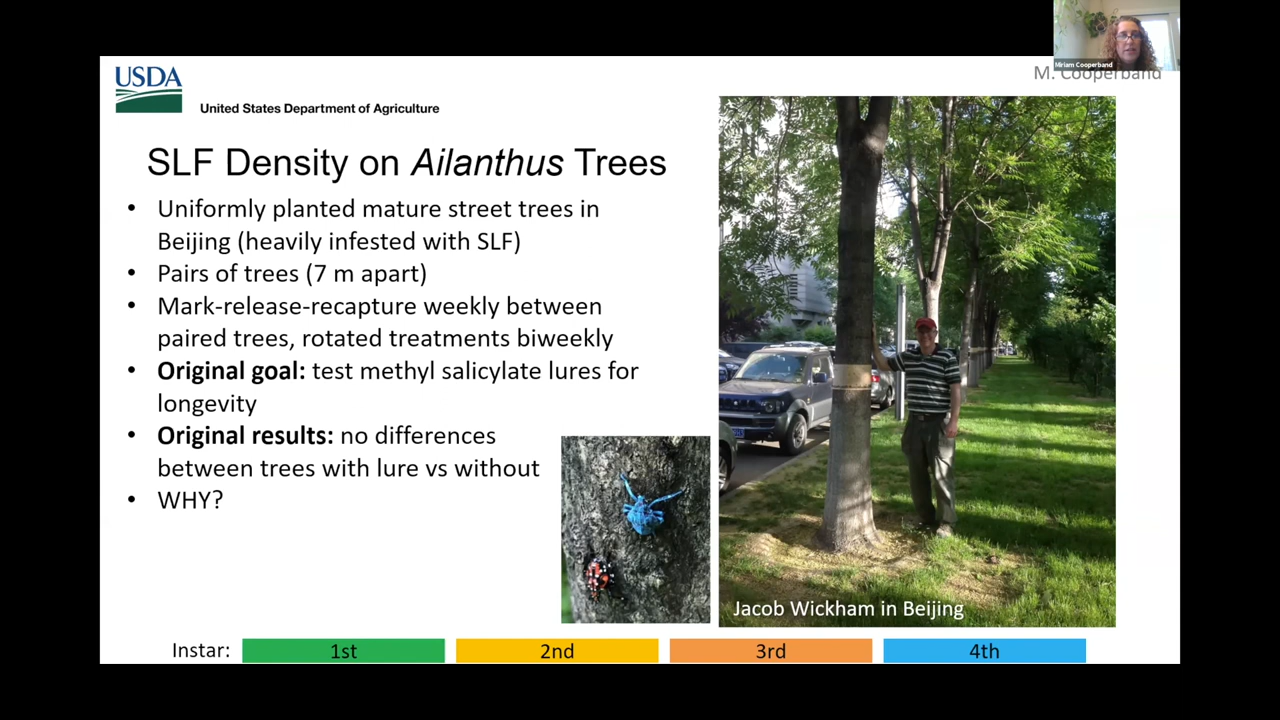 Miriam Cooperband
M. Cooperband
USDA
United States Department of Agriculture
SLF Density on Ailanthus Trees
• Uniformly planted mature street trees in
Beijing (heavily infested with SLF)
• Pairs of trees (7 m apart)
• Mark-release-recapture weekly between
paired trees, rotated treatments biweekly
• Original goal: test methyl salicylate lures for
longevity
• Original results: no differences
between trees with lure vs without
• WHY?
Jacob Wickham in Beijing
Instar: 1st 2nd 3rd 4th